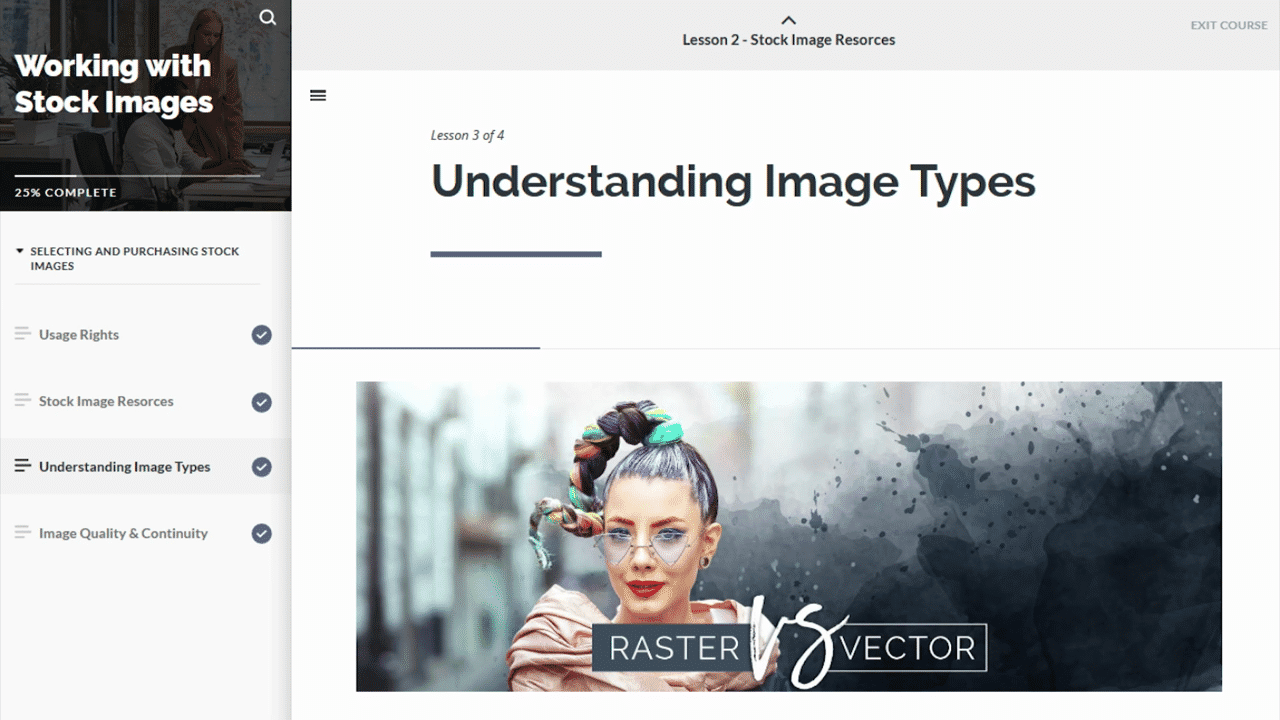 Working with
Stock Images
25% COMPLETE
SELECTING AND PURCHASING STOCK
IMAGES
Usage Rights
Stock Image Resorces
Understanding Image Types
Image Quality & Continuity
Lesson 2 - Stock Image Resorces
EXIT COURSE
Lesson 3 of 4
Understanding Image Types
RASTER vs VECTOR